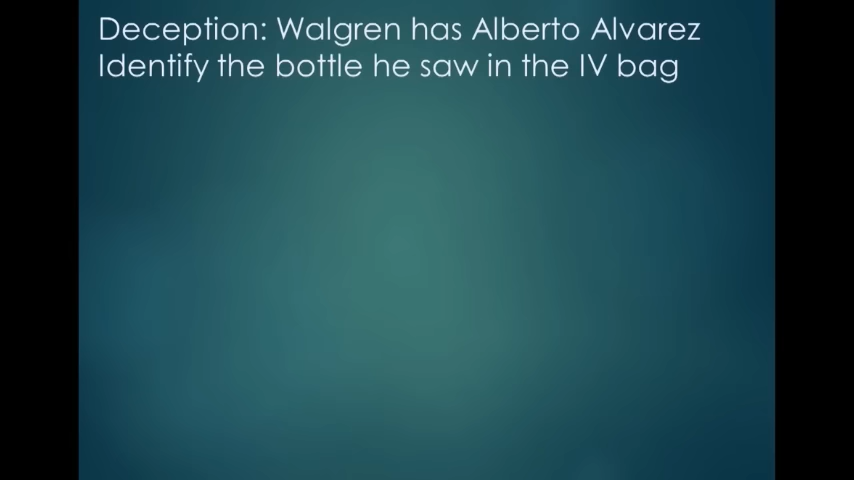 Deception: Walgren has Alberto Alvarez
Identify the bottle he saw in the IV bag